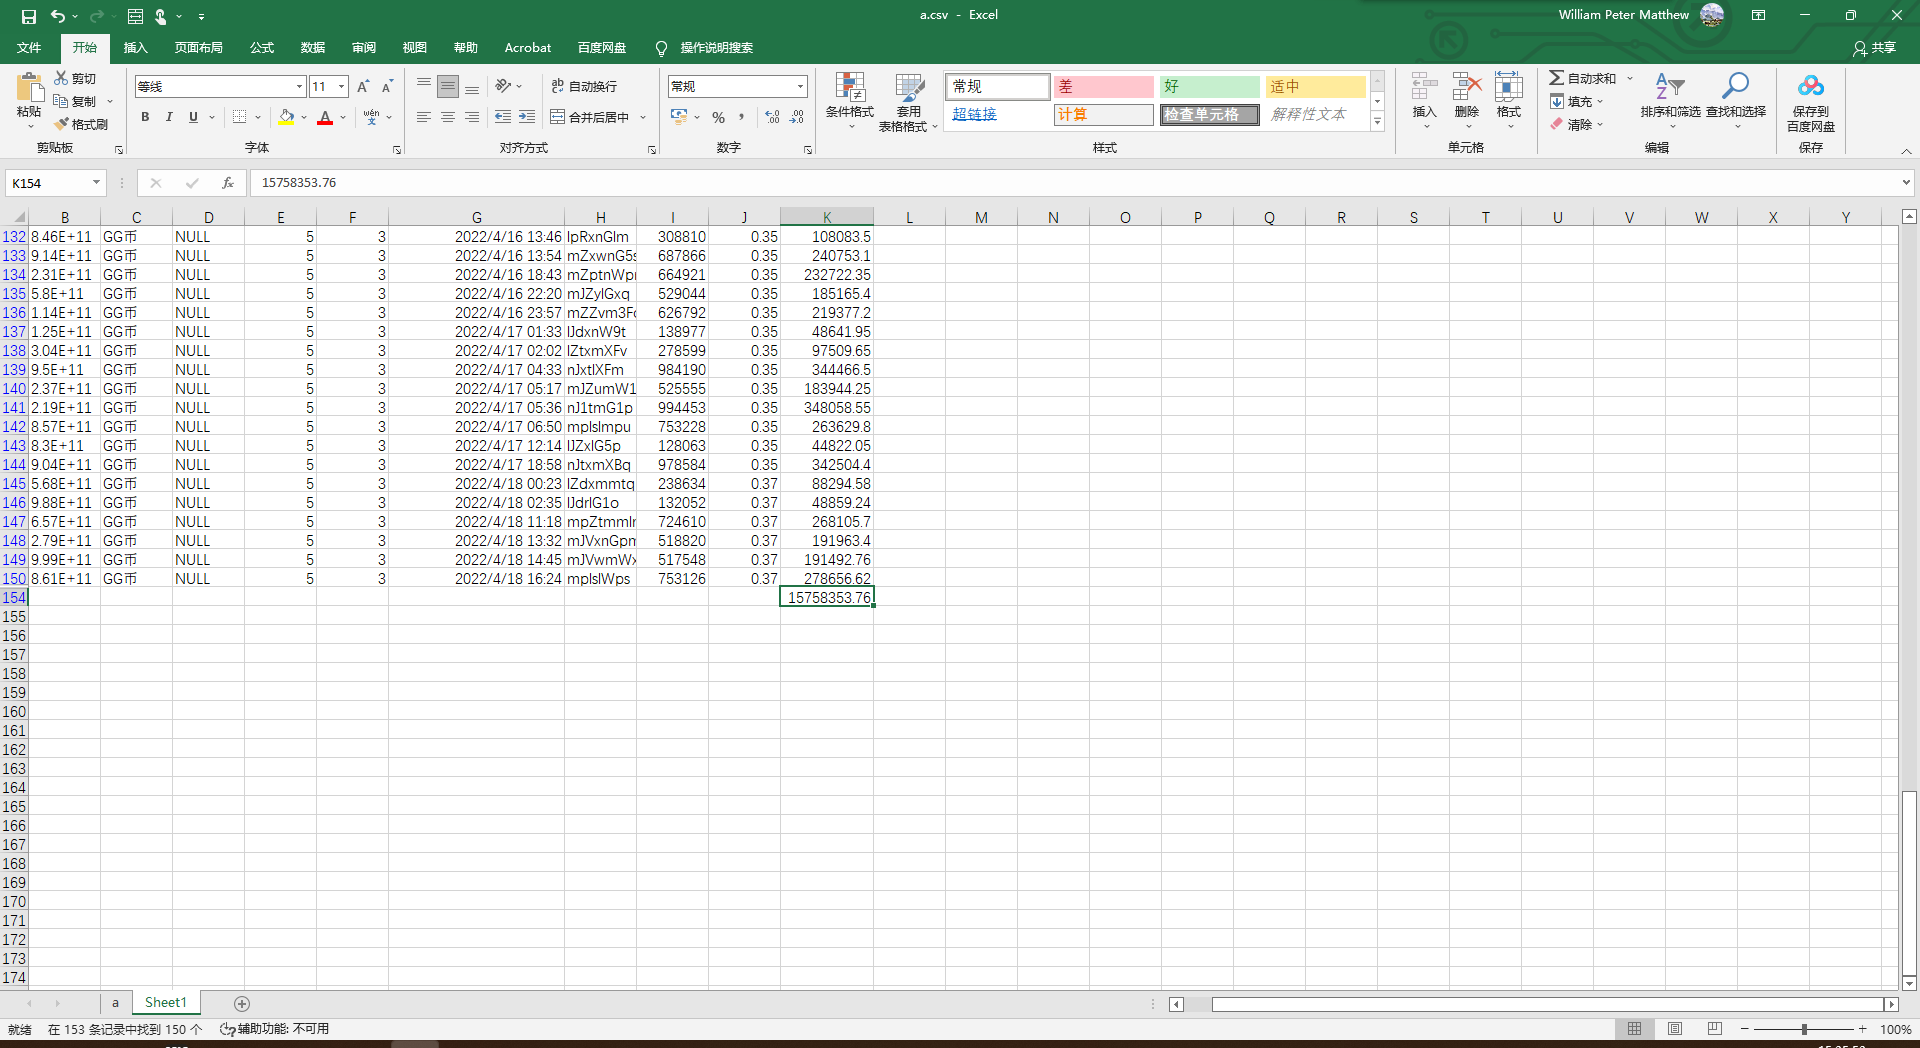 a.csv - Excel
William Peter Matthew
文件 开始 插入 页面布局 公式 数据 审阅 视图 帮助 Acrobat 百度网盘 操作说明搜索 共享
粘贴 剪切 复制 格式刷 剪贴板
等线 11 B I U A wén 文 字体
ab 自动换行 合并后居中 对齐方式
常规 % , 数字
条件格式 套用 表格格式 常规 差 好 适中
超链接 计算 检查单元格 解释性文本 样式
插入 删除 格式 单元格
自动求和 填充 清除 排序和筛选 查找和选择 编辑
保存到 百度网盘 保存
K154 fx 15758353.76
B C D E F G H I J K L M N O P Q R S T U V W X Y
132 8.46E+11 GG币 NULL 5 3 2022/4/16 13:46 lpRxnGlm 308810 0.35 108083.5
133 9.14E+11 GG币 NULL 5 3 2022/4/16 13:54 mZxwnG5s 687866 0.35 240753.1
134 2.31E+11 GG币 NULL 5 3 2022/4/16 18:43 mZptnWpr 664921 0.35 232722.35
135 5.8E+11 GG币 NULL 5 3 2022/4/16 22:20 mJZylGxq 529044 0.35 185165.4
136 1.14E+11 GG币 NULL 5 3 2022/4/16 23:57 mZZvm3Fo 626792 0.35 219377.2
137 1.25E+11 GG币 NULL 5 3 2022/4/17 01:33 lJdxnW9t 138977 0.35 48641.95
138 3.04E+11 GG币 NULL 5 3 2022/4/17 02:02 lZtxmXFv 278599 0.35 97509.65
139 9.5E+11 GG币 NULL 5 3 2022/4/17 04:33 nJxtlXFm 984190 0.35 344466.5
140 2.37E+11 GG币 NULL 5 3 2022/4/17 05:17 mJZumW1 525555 0.35 183944.25
141 2.19E+11 GG币 NULL 5 3 2022/4/17 05:36 nJ1tmG1p 994453 0.35 348058.55
142 8.57E+11 GG币 NULL 5 3 2022/4/17 06:50 mplslmpu 753228 0.35 263629.8
143 8.3E+11 GG币 NULL 5 3 2022/4/17 12:14 lJZxlG5p 128063 0.35 44822.05
144 9.04E+11 GG币 NULL 5 3 2022/4/17 18:58 nJtxmXBq 978584 0.35 342504.4
145 5.68E+11 GG币 NULL 5 3 2022/4/18 00:23 lZdxmmtq 238634 0.37 88294.58
146 9.88E+11 GG币 NULL 5 3 2022/4/18 02:35 lJdrlG1o 132052 0.37 48859.24
147 6.57E+11 GG币 NULL 5 3 2022/4/18 11:18 mpZtmmlr 724610 0.37 268105.7
148 2.79E+11 GG币 NULL 5 3 2022/4/18 13:32 mJVxnGpm 518820 0.37 191963.4
149 9.99E+11 GG币 NULL 5 3 2022/4/18 14:45 mJVwmWx 517548 0.37 191492.76
150 8.61E+11 GG币 NULL 5 3 2022/4/18 16:24 mplslWps 753126 0.37 278656.62
154 15758353.76
155
156
157
158
159
160
161
162
163
164
165
166
167
168
169
170
171
172
173
174
a Sheet1
就绪 在 153 条记录中找到 150 个 辅助功能: 不可用 100%